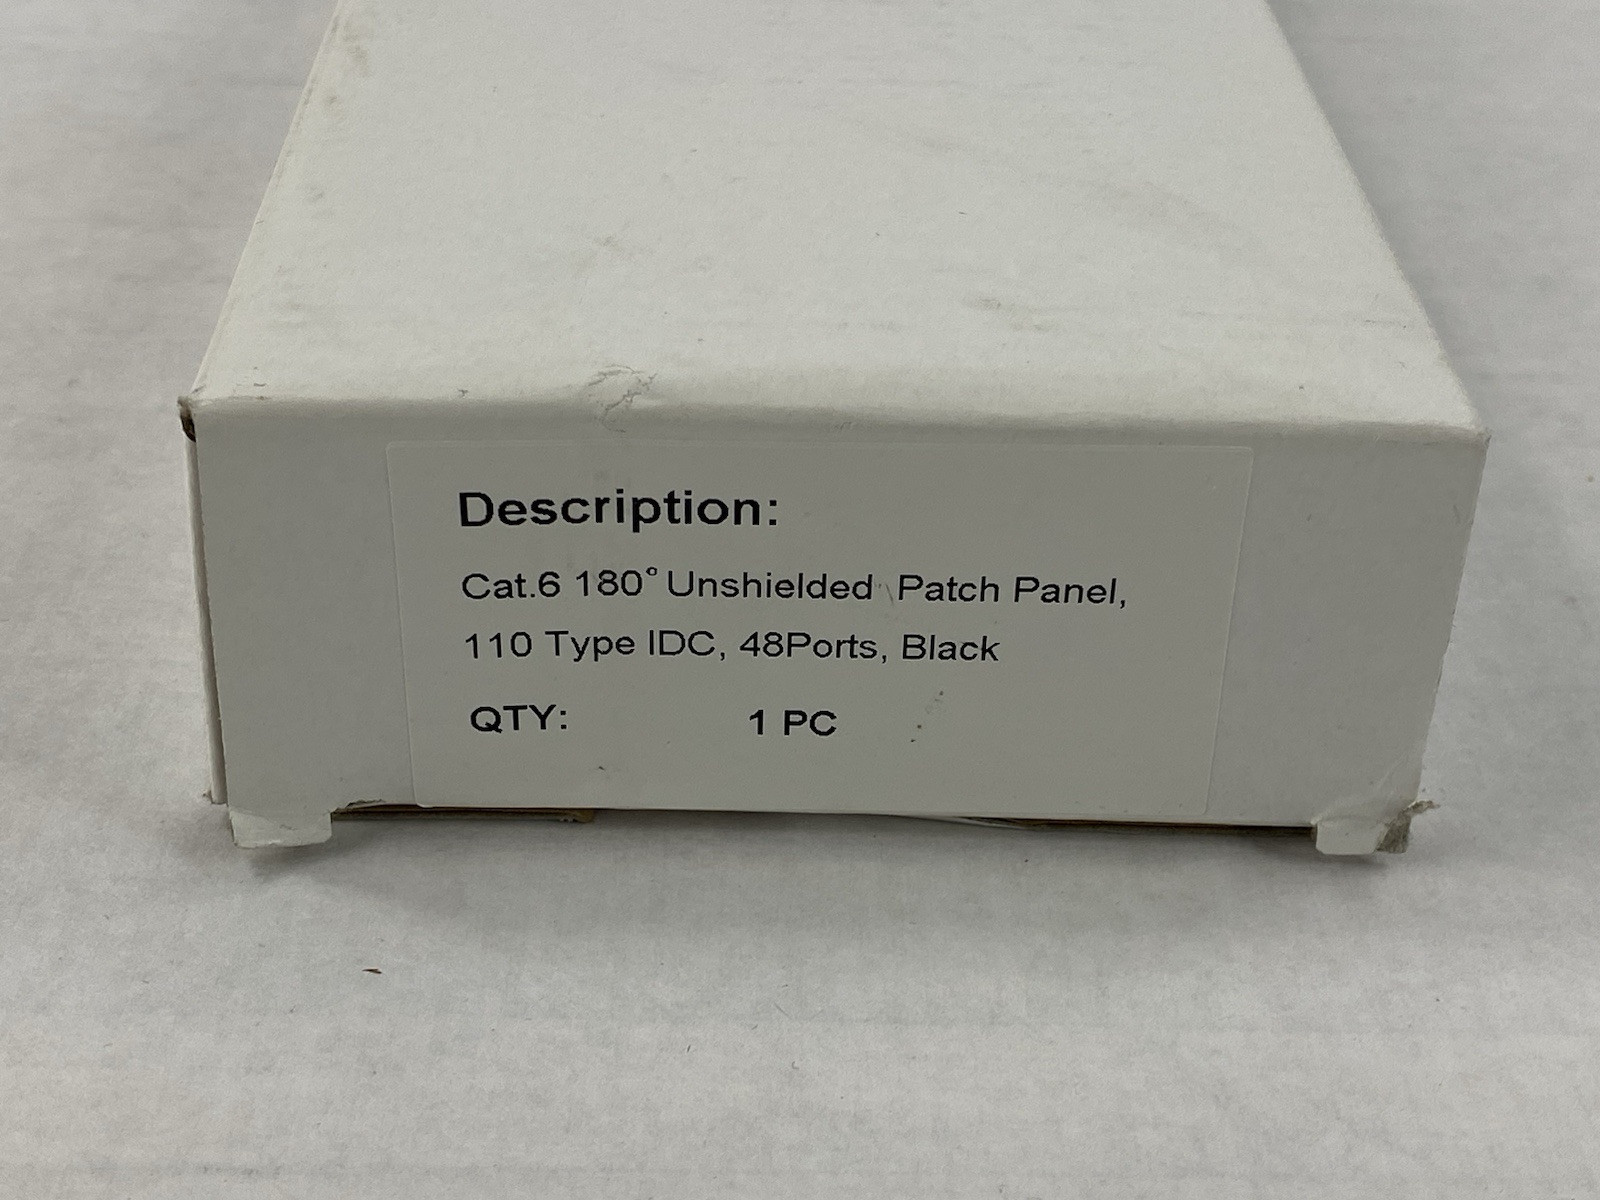 Description:
Cat.6 180° Unshielded Patch Panel,
110 Type IDC, 48Ports, Black
QTY: 1 PC